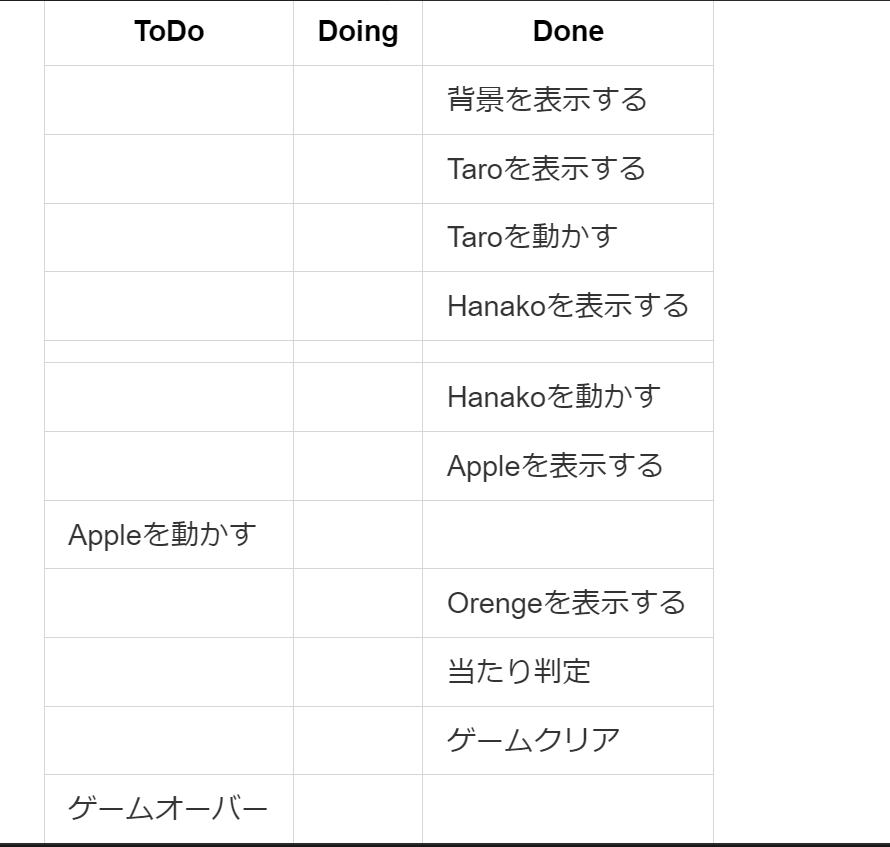 ToDo Doing Done
背景を表示する
Taroを表示する
Taroを動かす
Hanakoを表示する
Hanakoを動かす
Appleを表示する
Appleを動かす
Orengeを表示する
当たり判定
ゲームクリア
ゲームオーバー